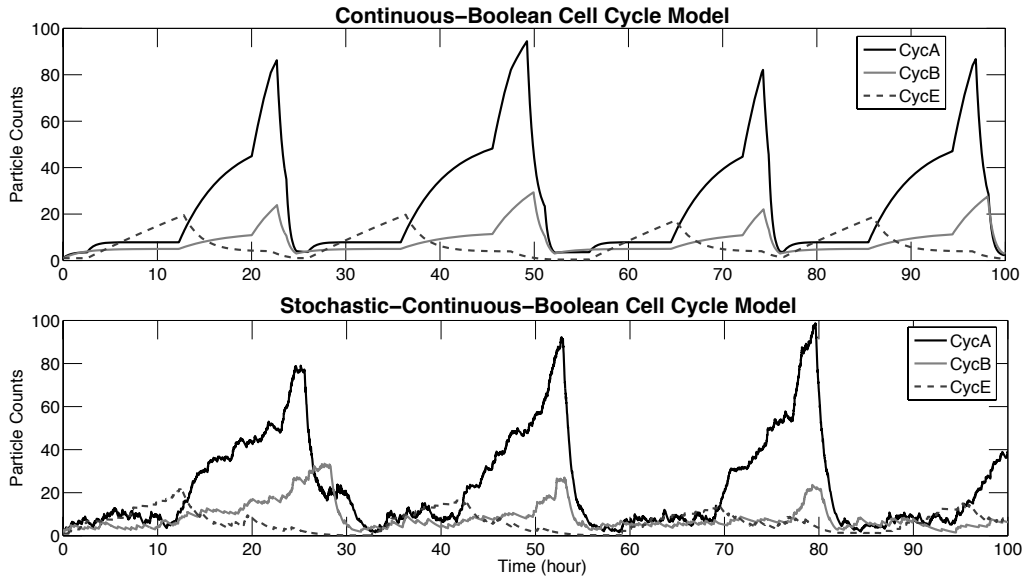 Continuous–Boolean Cell Cycle Model
Particle Counts
100
80
60
40
20
0
CycA
CycB
CycE
0 10 20 30 40 50 60 70 80 90 100
Stochastic–Continuous–Boolean Cell Cycle Model
Particle Counts
100
80
60
40
20
0
CycA
CycB
CycE
0 10 20 30 40 50 60 70 80 90 100
Time (hour)